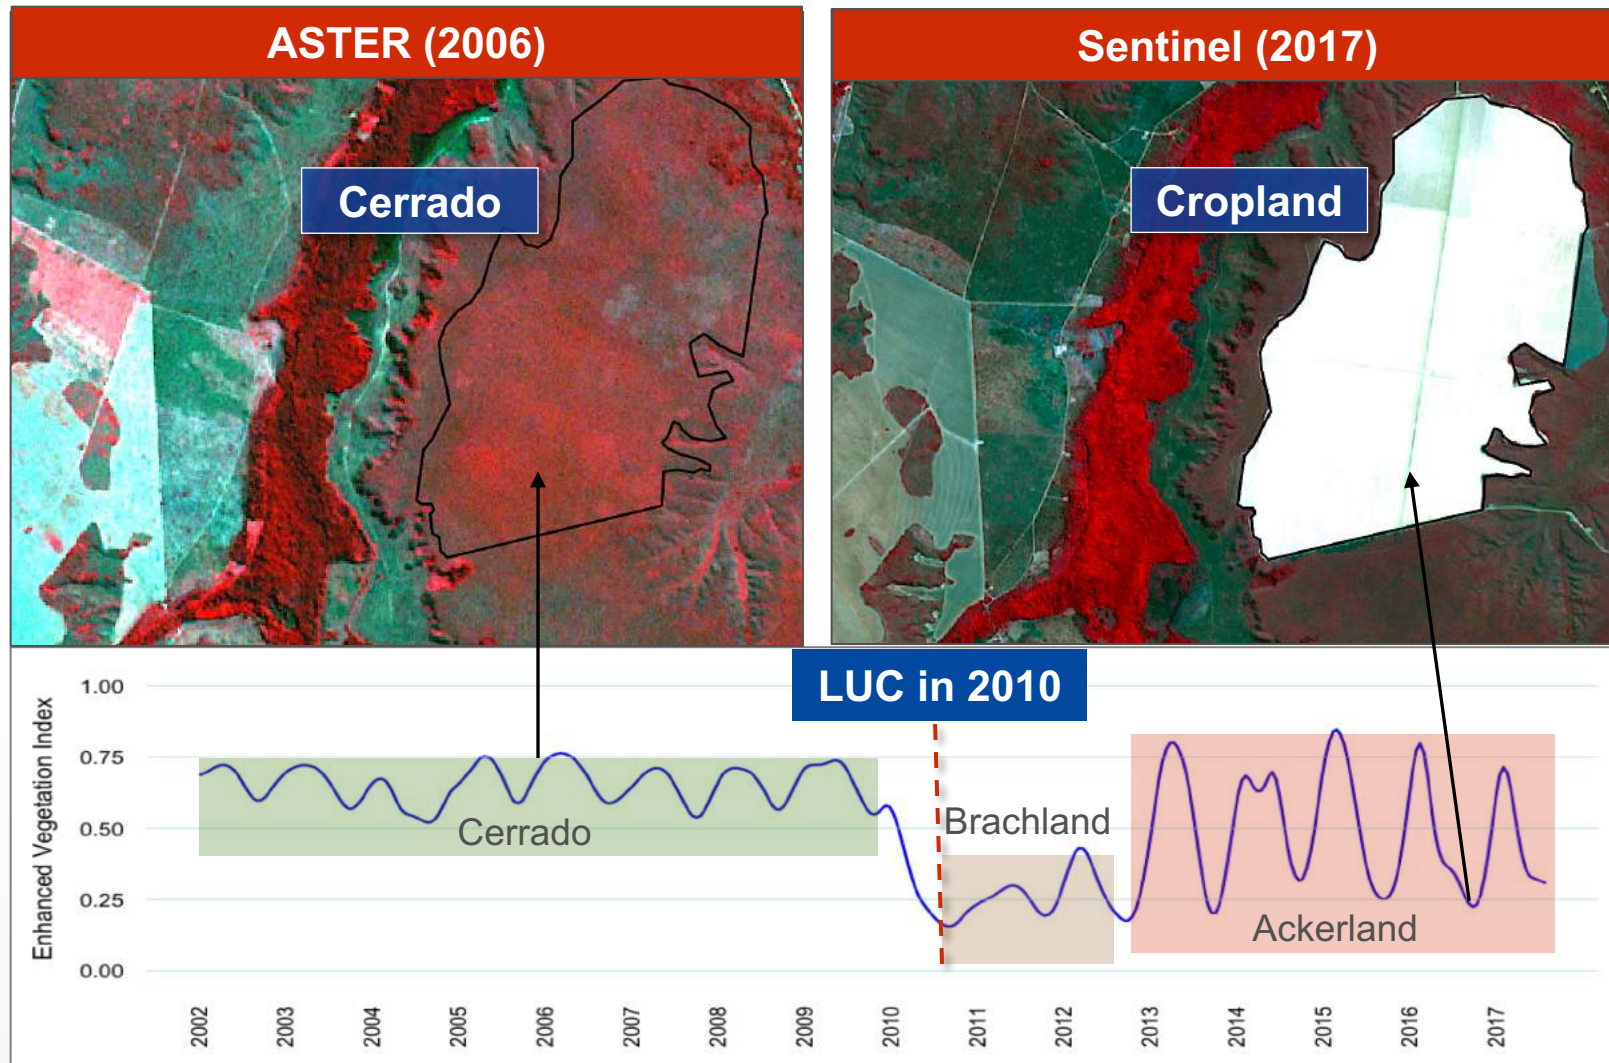 ASTER (2006)
Sentinel (2017)
Cerrado
Cropland
LUC in 2010
Enhanced Vegetation Index
1.00
0.75
0.50
0.25
0.00
Cerrado
Brachland
Ackerland
2002
2003
2004
2005
2006
2007
2008
2009
2010
2011
2012
2013
2014
2015
2016
2017